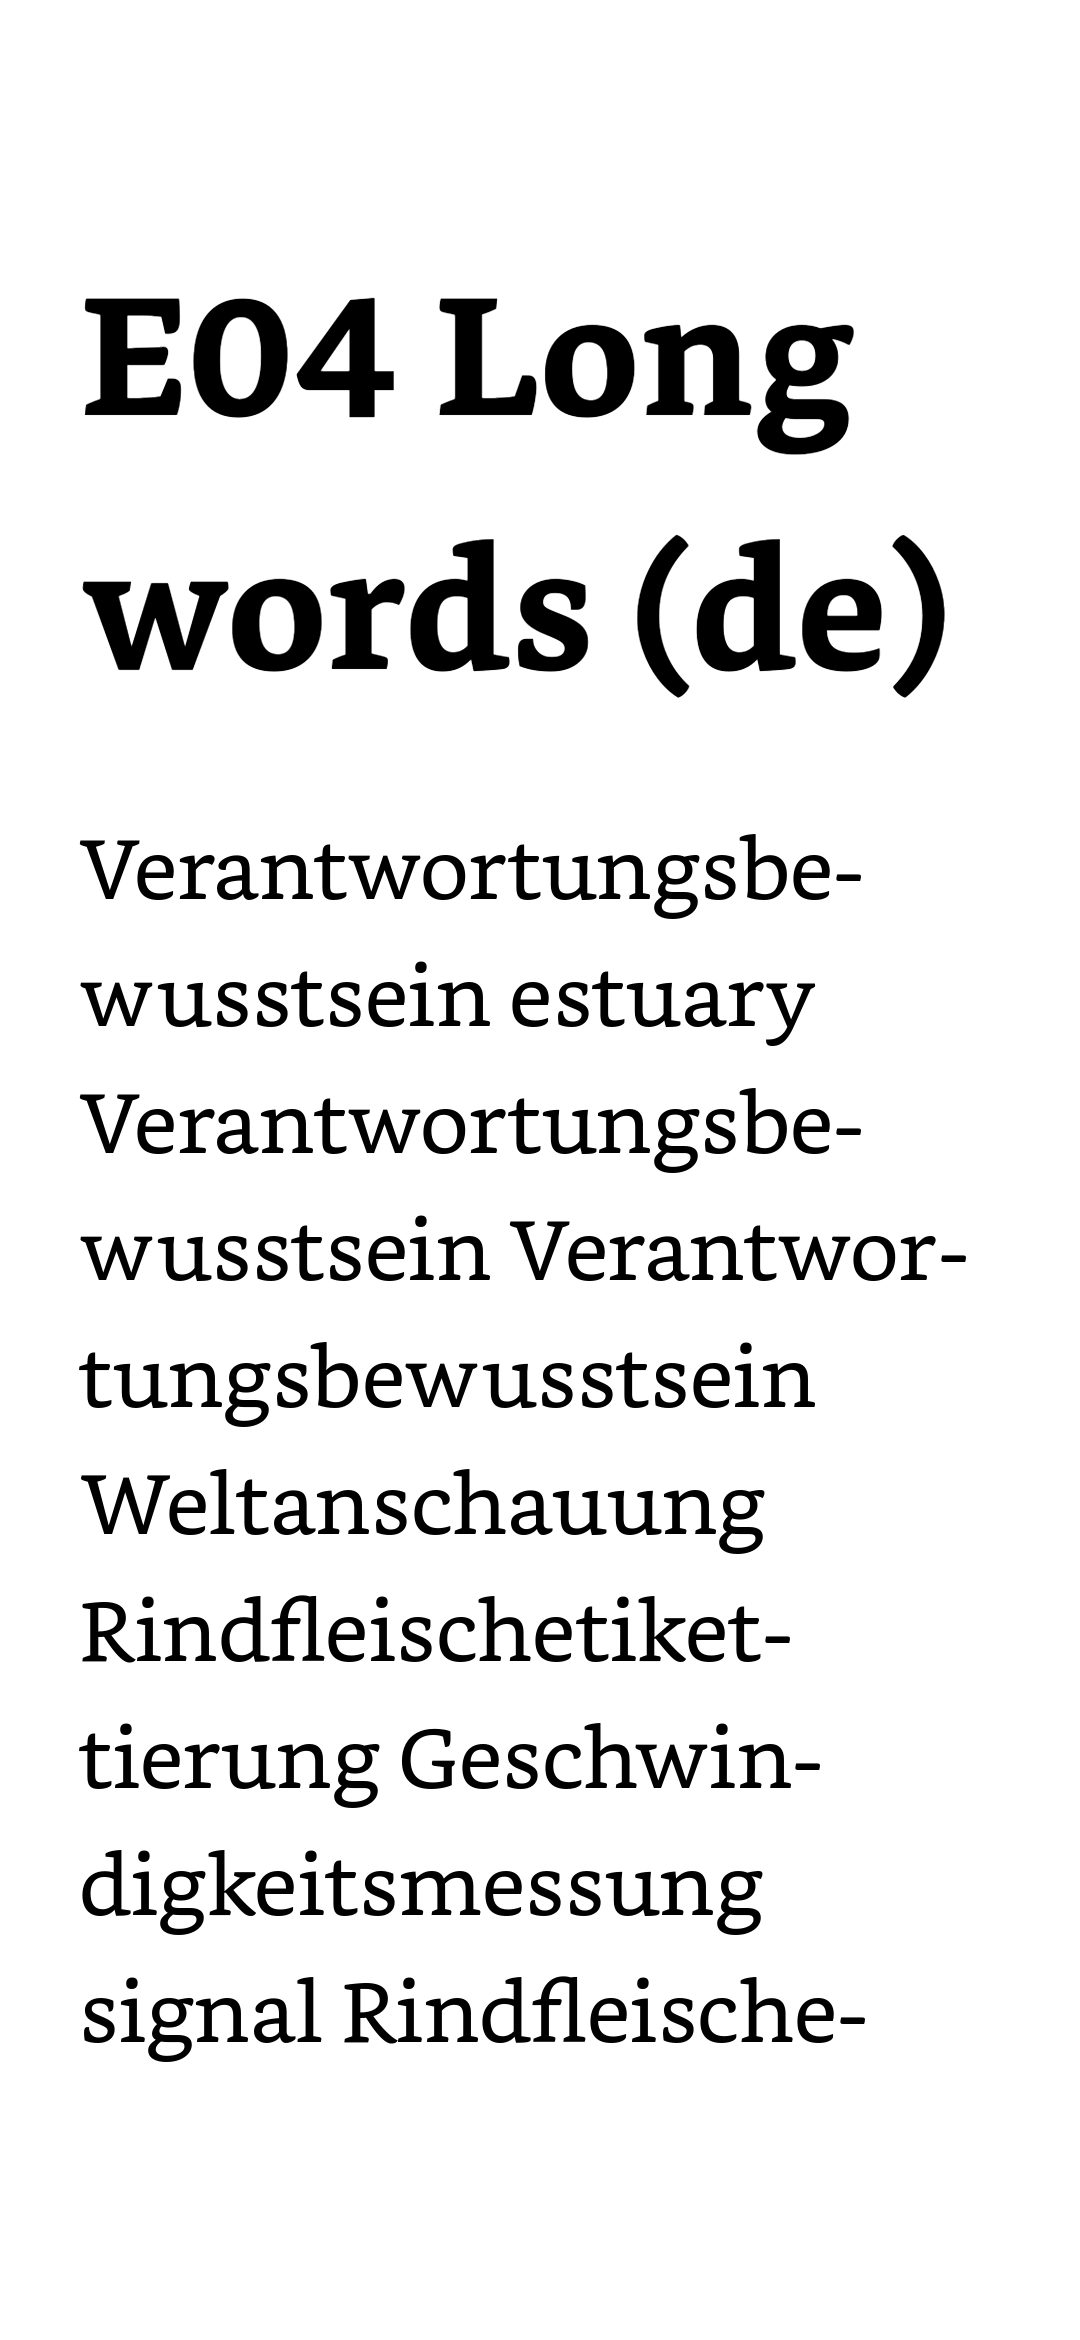 E04 Long
words (de)
Verantwortungsbe-
wusstsein estuary
Verantwortungsbe-
wusstsein Verantwor-
tungsbewusstsein
Weltanschauung
Rindfleischetiket-
tierung Geschwin-
digkeitsmessung
signal Rindfleische-